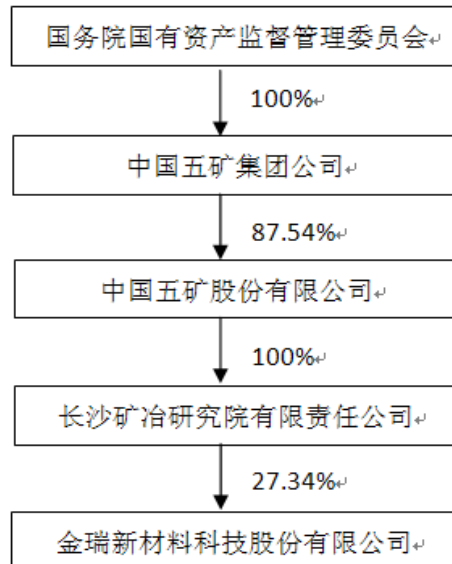 国务院国有资产监督管理委员会
100%
中国五矿集团公司
87.54%
中国五矿股份有限公司
100%
长沙矿冶研究院有限责任公司
27.34%
金瑞新材料科技股份有限公司